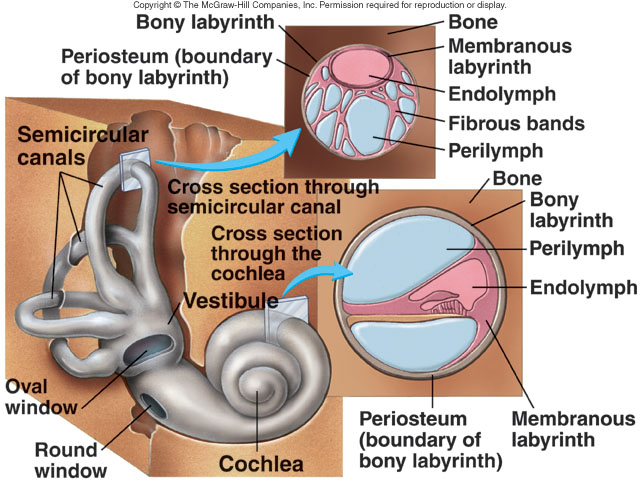 Copyright © The McGraw-Hill Companies, Inc. Permission required for reproduction or display.
Bony labyrinth
Periosteum (boundary
of bony labyrinth)
Bone
Membranous
labyrinth
Endolymph
Fibrous bands
Perilymph
Semicircular
canals
Cross section through
semicircular canal
Cross section
through the
cochlea
Vestibule
Bone
Bony
labyrinth
Perilymph
Endolymph
Oval
window
Round
window
Cochlea
Periosteum
(boundary of
bony labyrinth)
Membranous
labyrinth